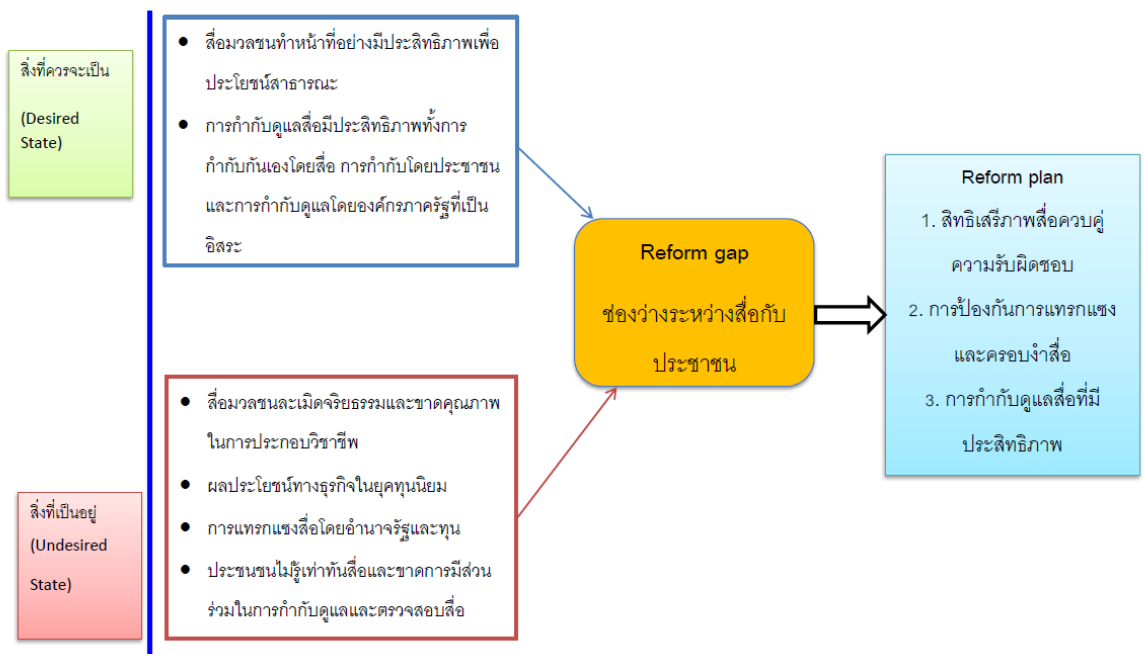 สิ่งที่ควรจะเป็น
(Desired
State)
● สื่อมวลชนทำหน้าที่อย่างมีประสิทธิภาพเพื่อ
ประโยชน์สาธารณะ
● การกำกับดูแลสื่อมีประสิทธิภาพทั้งการ
กำกับกันเองโดยสื่อ การกำกับโดยประชาชน
และการกำกับดูแลโดยองค์กรภาครัฐที่เป็น
อิสระ
สิ่งที่เป็นอยู่
(Undesired
State)
● สื่อมวลชนละเมิดจริยธรรมและขาดคุณภาพ
ในการประกอบวิชาชีพ
● ผลประโยชน์ทางธุรกิจในยุคทุนนิยม
● การแทรกแซงสื่อโดยอำนาจรัฐและทุน
● ประชนชนไม่รู้เท่าทันสื่อและขาดการมีส่วน
ร่วมในการกำกับดูแลและตรวจสอบสื่อ
Reform gap
ช่องว่างระหว่างสื่อกับ
ประชาชน
Reform plan
1. สิทธิเสรีภาพสื่อควบคู่
ความรับผิดชอบ
2. การป้องกันการแทรกแซง
และครอบงำสื่อ
3. การกำกับดูแลสื่อที่มี
ประสิทธิภาพ